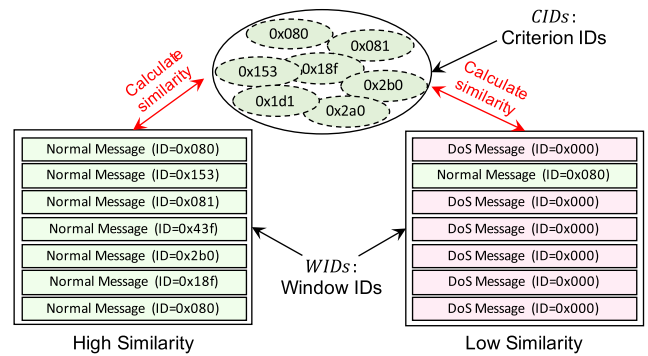 CIDs:
Criterion IDs
0x080
0x081
0x153
0x18f
0x2b0
0x1d1
0x2a0
Calculate
similarity
Calculate
similarity
Normal Message (ID=0x080)
Normal Message (ID=0x153)
Normal Message (ID=0x081)
Normal Message (ID=0x43f)
Normal Message (ID=0x2b0)
Normal Message (ID=0x18f)
Normal Message (ID=0x080)
High Similarity
WIDs:
Window IDs
DoS Message (ID=0x000)
Normal Message (ID=0x080)
DoS Message (ID=0x000)
DoS Message (ID=0x000)
DoS Message (ID=0x000)
DoS Message (ID=0x000)
DoS Message (ID=0x000)
Low Similarity